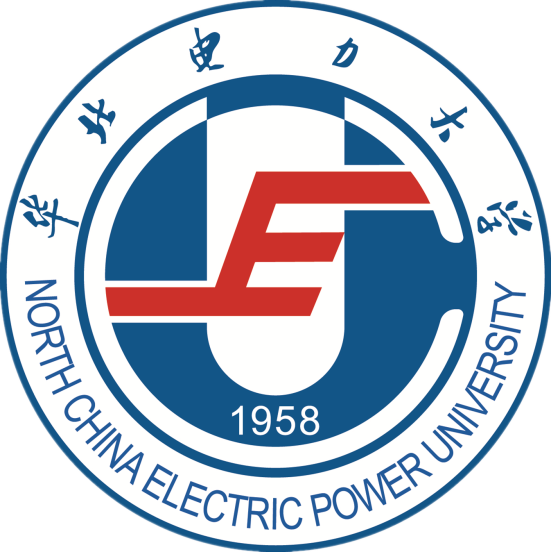 华北电力大学
1958
NORTH CHINA ELECTRIC POWER UNIVERSITY